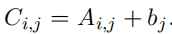 C_{i,j} = A_{i,j} + b_j.